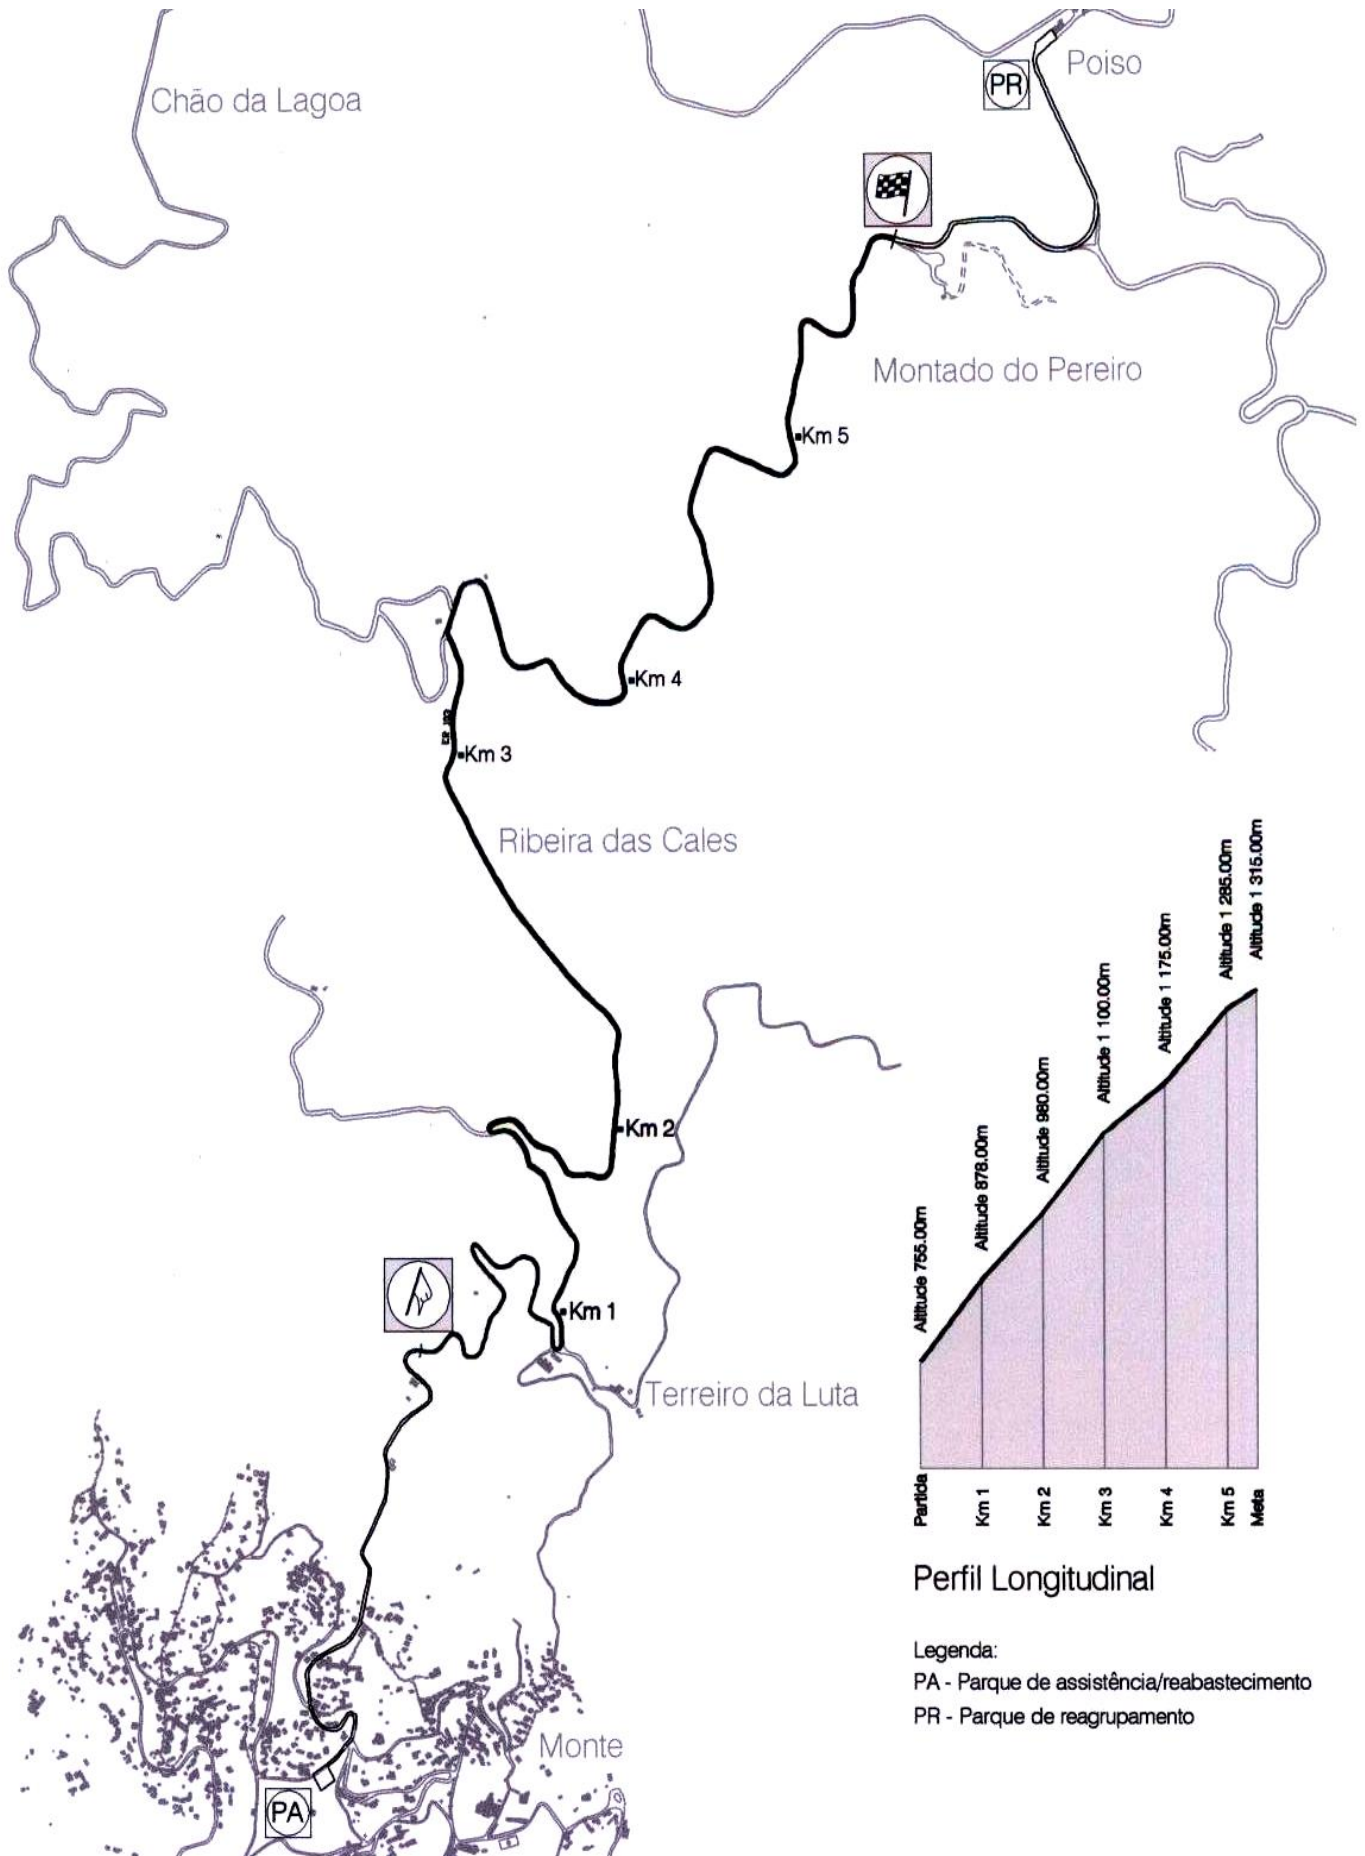 Poiso
PR
Chão da Lagoa
Montado do Pereiro
Km 5
Km 4
Km 3
Ribeira das Cales
Km 2
Km 1
Terreiro da Luta
Monte
PA
Altitude 755.00m
Altitude 878.00m
Altitude 980.00m
Altitude 1 100.00m
Altitude 1 175.00m
Altitude 1 285.00m
Altitude 1 315.00m
Partida
Km 1
Km 2
Km 3
Km 4
Km 5
Meta
Perfil Longitudinal
Legenda:
PA - Parque de assistência/reabastecimento
PR - Parque de reagrupamento